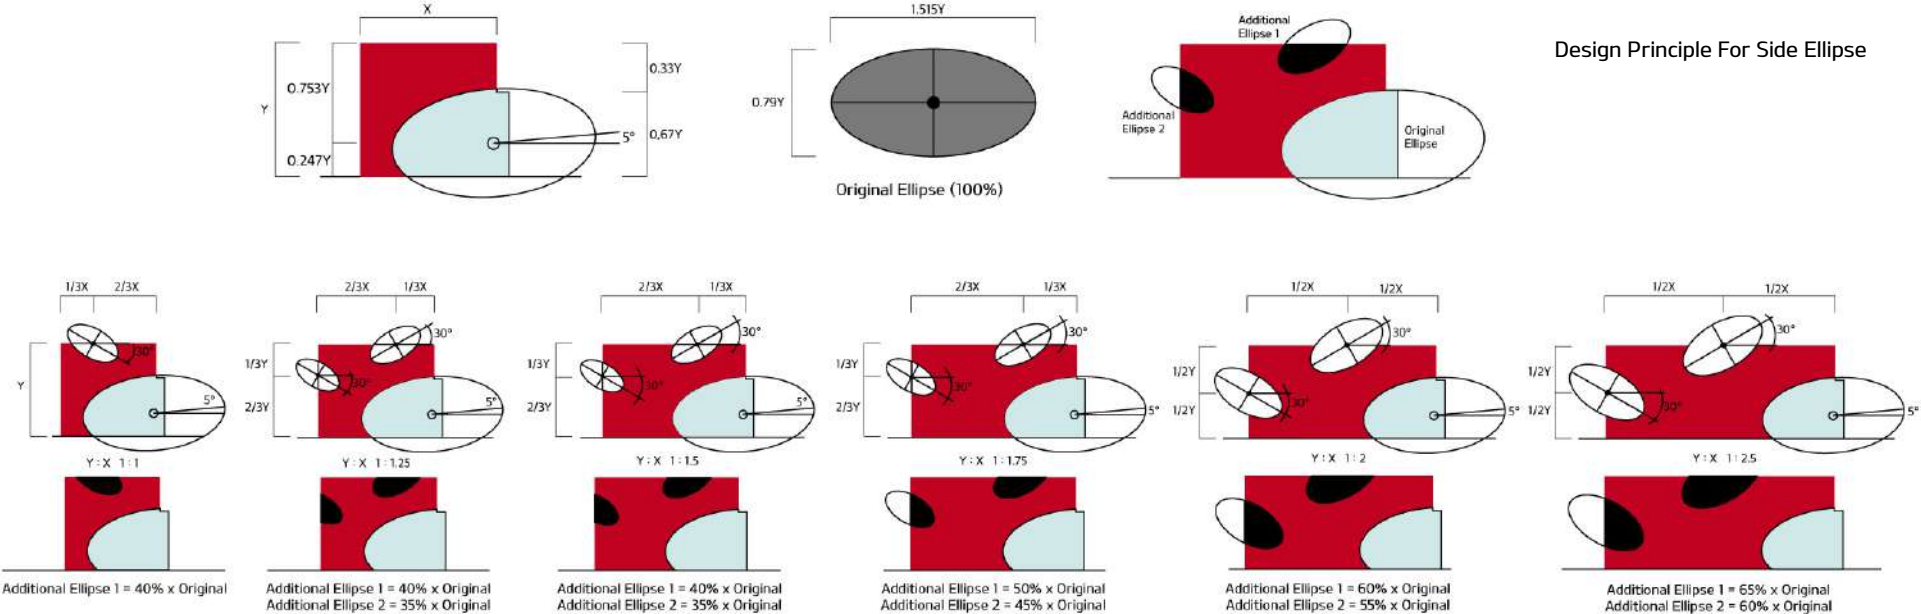 X
1.515Y
Additional
Ellipse 1
Design Principle For Side Ellipse
0.33Y
0.753Y
Y
0.79Y
Additional
Ellipse 2
Original
Ellipse
5°
0,67Y
0.247Y
Original Ellipse (100%)
1/3X 2/3X
2/3X 1/3X
2/3X 1/3X
2/3X 1/3X
1/2X 1/2X
1/2X 1/2X
Y
30°
5°
1/3Y
2/3Y
30°
30°
5°
1/3Y
2/3Y
30°
30°
5°
1/3Y
2/3Y
30°
30°
5°
1/2Y
1/2Y
30°
30°
5°
1/2Y
1/2Y
30°
30°
5°
Y : X 1 : 1
Y : X 1 : 1.25
Y : X 1 : 1.5
Y : X 1 : 1.75
Y : X 1 : 2
Y : X 1 : 2.5
Additional Ellipse 1 = 40% x Original
Additional Ellipse 1 = 40% x Original
Additional Ellipse 2 = 35% x Original
Additional Ellipse 1 = 40% x Original
Additional Ellipse 2 = 35% x Original
Additional Ellipse 1 = 50% x Original
Additional Ellipse 2 = 45% x Original
Additional Ellipse 1 = 60% x Original
Additional Ellipse 2 = 55% x Original
Additional Ellipse 1 = 65% x Original
Additional Ellipse 2 = 60% x Original